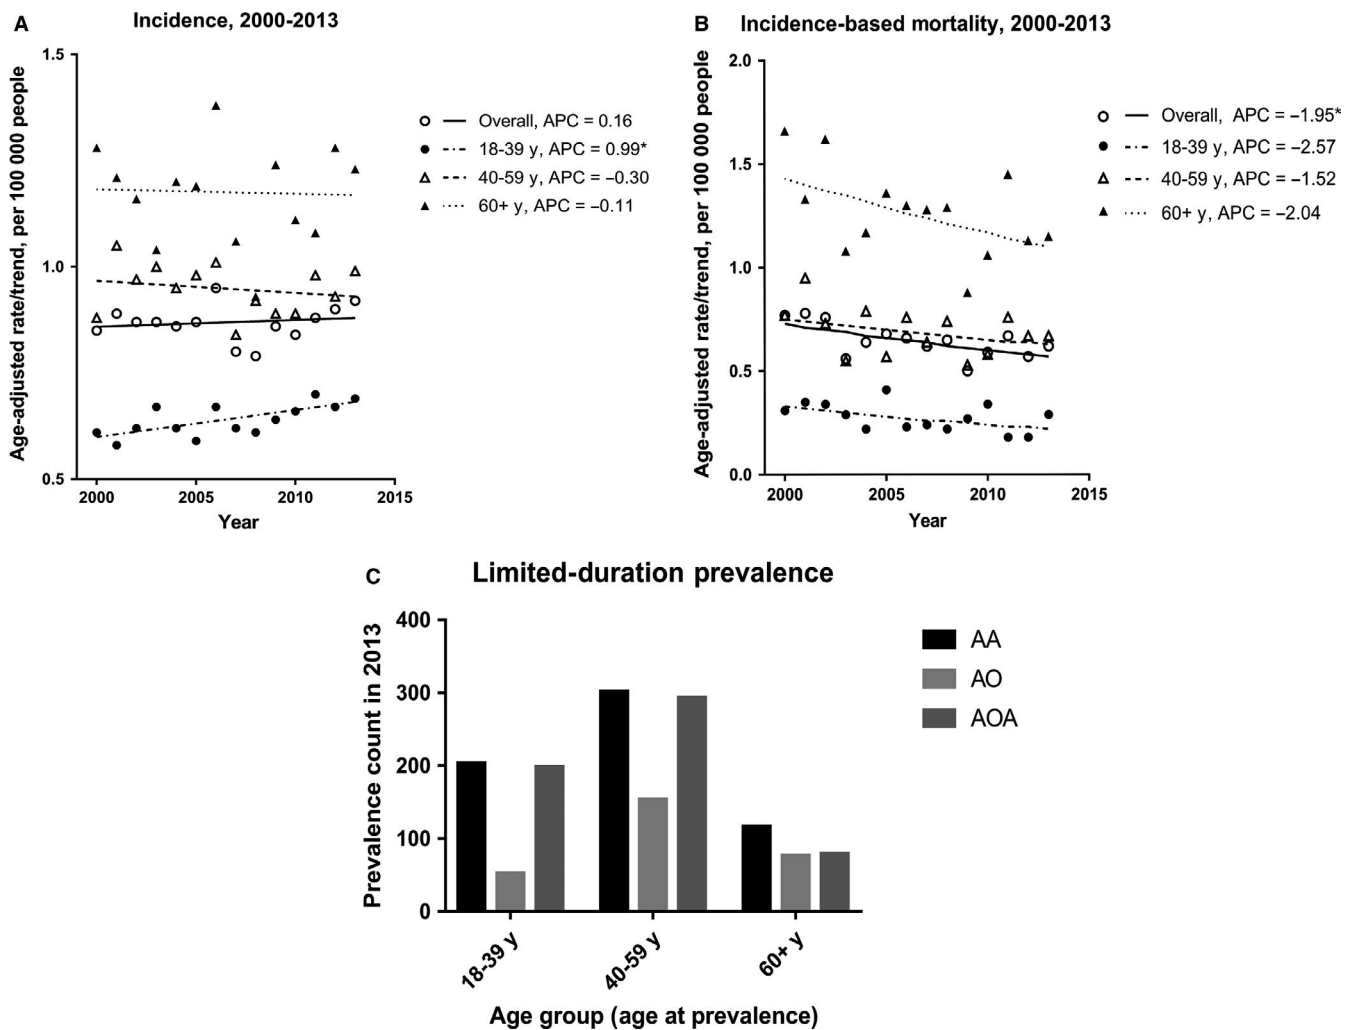 A
Incidence, 2000-2013
Age-adjusted rate/trend, per 100 000 people
1.5
1.0
0.5
2000
2005
2010
2015
Year
Overall, APC = 0.16
18-39 y, APC = 0.99*
40-59 y, APC = −0.30
60+ y, APC = −0.11
B
Incidence-based mortality, 2000-2013
Age-adjusted rate/trend, per 100 000 people
2.0
1.5
1.0
0.5
0.0
2000
2005
2010
2015
Year
Overall, APC = −1.95*
18-39 y, APC = −2.57
40-59 y, APC = −1.52
60+ y, APC = −2.04
C
Limited-duration prevalence
Prevalence count in 2013
400
300
200
100
0
18-39 y
40-59 y
60+ y
Age group (age at prevalence)
AA
AO
AOA